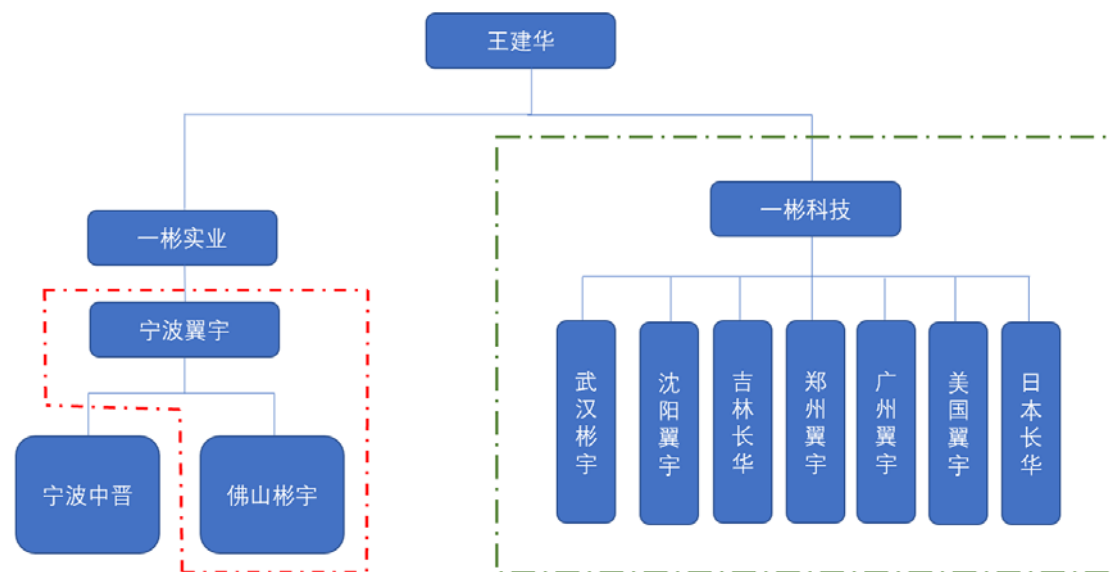 王建华
一彬科技
一彬实业
宁波翼宇
宁波中晋
佛山彬宇
武汉彬宇
沈阳翼宇
吉林长华
郑州翼宇
广州翼宇
美国翼宇
日本长华